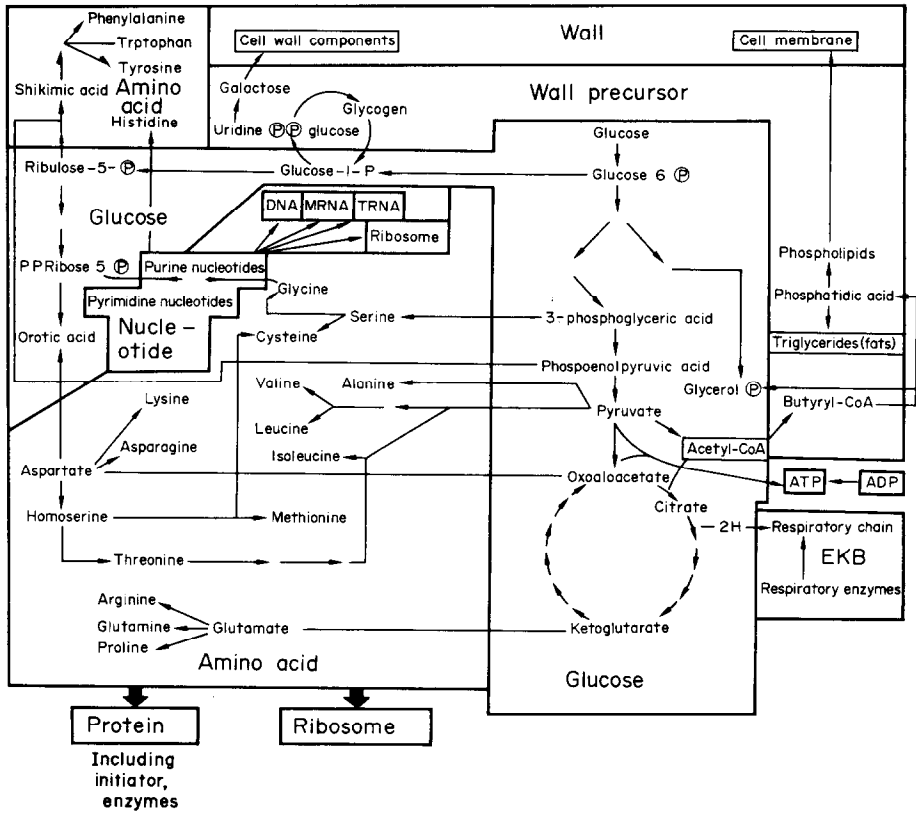 Phenylalanine
Trptophan
Tyrosine
Shikimic acid
Amino
acid
Histidine
Wall
Cell wall components
Cell membrane
Galactose
Wall precursor
Glycogen
Uridine Ⓟ Ⓟ glucose
Glucose
Ribulose-5-Ⓟ
Glucose-1-P
Glucose 6 Ⓟ
Glucose
DNA
MRNA
TRNA
Ribosome
Phospholipids
PPRibose 5 Ⓟ
Purine nucleotides
Glycine
Phosphatidic acid
Pyrimidine nucleotides
Serine
3-phosphoglyceric acid
Orotic acid
Nucle-
otide
Cysteine
Triglycerides (fats)
Phospoenolpyruvic acid
Lysine
Valine
Alanine
Glycerol Ⓟ
Butyryl-CoA
Pyruvate
Leucine
Asparagine
Isoleucine
Acetyl-CoA
Aspartate
Oxoaloacetate
ATP
ADP
Citrate
Homoserine
Methionine
2H
Respiratory chain
Threonine
EKB
Respiratory enzymes
Arginine
Glutamine
Glutamate
Ketoglutarate
Proline
Amino acid
Glucose
Protein
Ribosome
Including
initiator,
enzymes